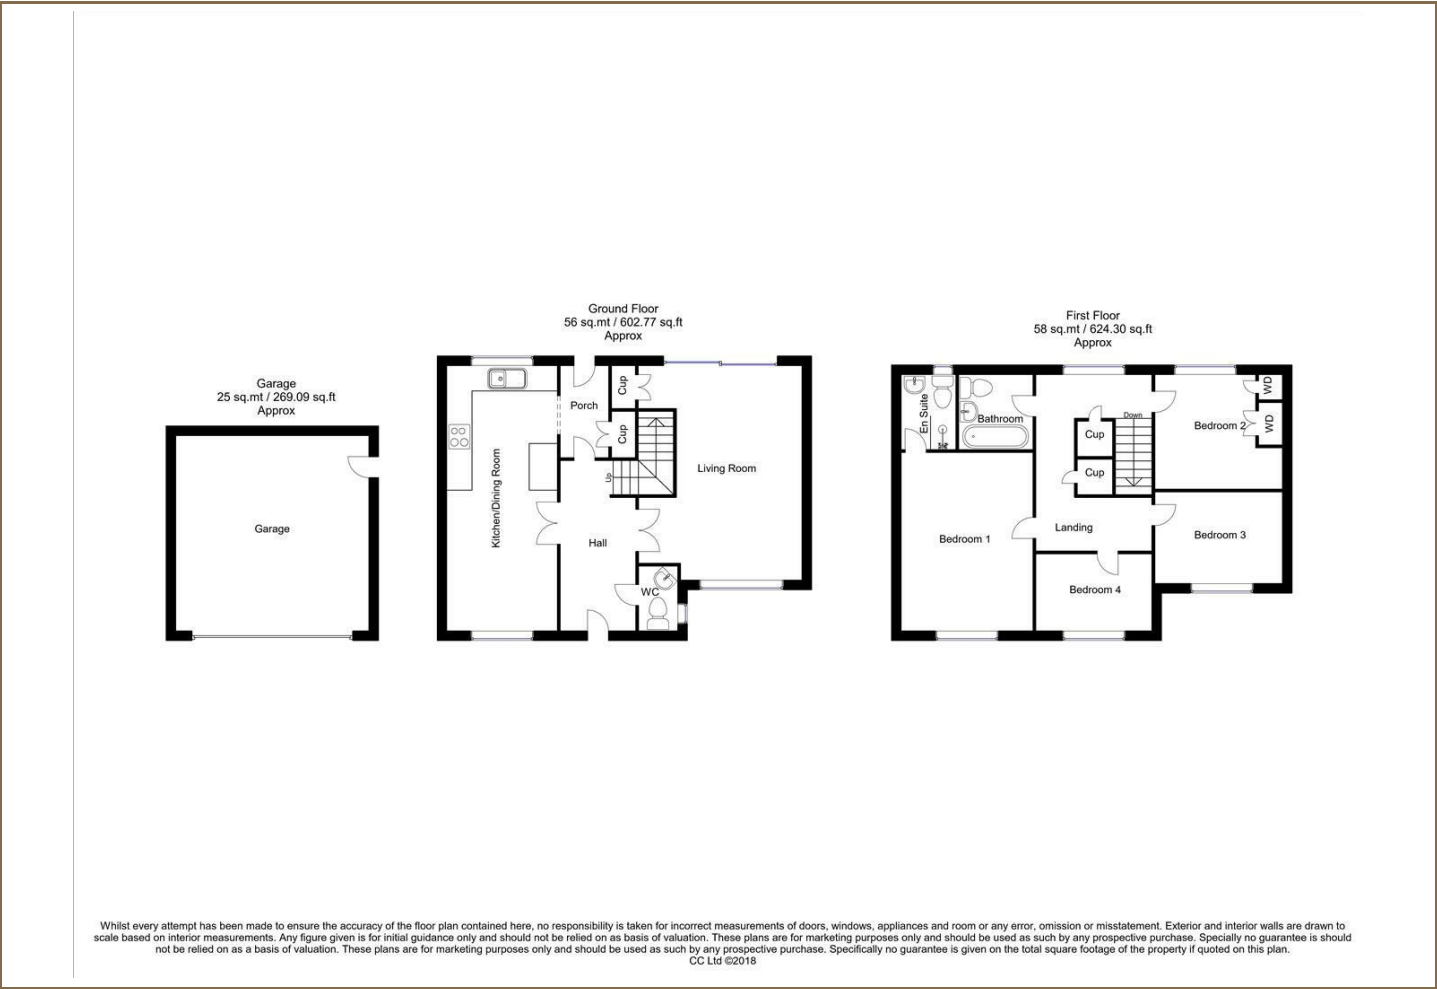 Garage
25 sq.mt / 269.09 sq.ft
Approx
Garage
Ground Floor
56 sq.mt / 602.77 sq.ft
Approx
Porch
Cup
Cup
Kitchen/Dining Room
Up
Living Room
Hall
WC
First Floor
58 sq.mt / 624.30 sq.ft
Approx
En Suite
Bathroom
Down
Cup
Cup
WD
WD
Bedroom 2
Landing
Bedroom 1
Bedroom 3
Bedroom 4
Whilst every attempt has been made to ensure the accuracy of the floor plan contained here, no responsibility is taken for incorrect measurements of doors, windows, appliances and room or any error, omission or misstatement. Exterior and interior walls are drawn to
scale based on interior measurements. Any figure given is for initial guidance only and should not be relied on as basis of valuation. These plans are for marketing purposes only and should be used as such by any prospective purchase. Specially no guarantee is should
not be relied on as a basis of valuation. These plans are for marketing purposes only and should be used as such by any prospective purchase. Specifically no guarantee is given on the total square footage of the property if quoted on this plan.
CC Ltd ©2018